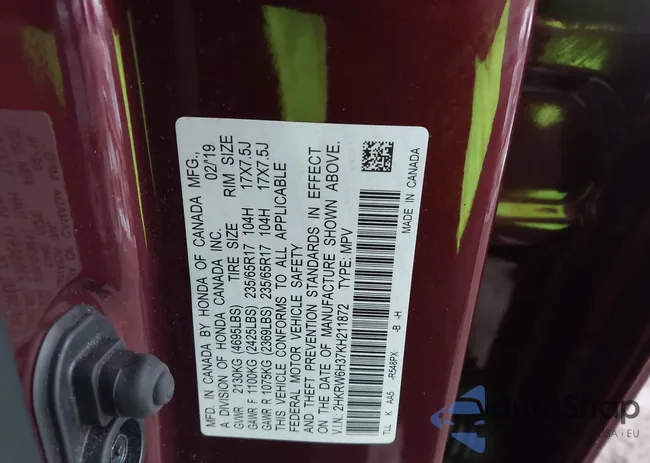 MFD. IN CANADA BY HONDA OF CANADA MFG.,
A DIVISION OF HONDA CANADA INC. 02/19
TIRE SIZE RIM SIZE
GVWR 2130KG (4695LBS)
GAWR F 1100KG (2425LBS) 235/65R17 104H 17X7.5J
GAWR R 1075KG (2369LBS) 235/65R17 104H 17X7.5J
THIS VEHICLE CONFORMS TO ALL APPLICABLE
FEDERAL MOTOR VEHICLE SAFETY
AND THEFT PREVENTION STANDARDS IN EFFECT
ON THE DATE OF MANUFACTURE SHOWN ABOVE.
V.I.N.: 2HKRW6H37KH211872 TYPE: MPV
TLL K AA5 -R548PX -B -H MADE IN CANADA